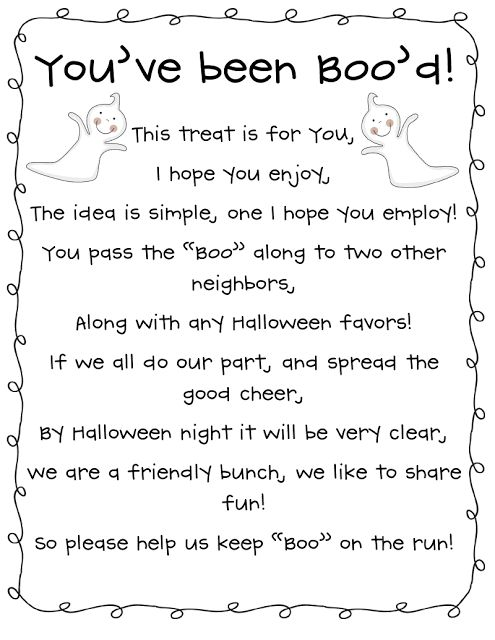 You've been Boo'd!
This treat is for you,
I hope you enjoy,
The idea is simple, one I hope you employ!
You pass the "Boo" along to two other
neighbors,
Along with any Halloween favors!
If we all do our part, and spread the
good cheer,
By Halloween night it will be very clear,
we are a friendly bunch, we like to share
fun!
So please help us keep "Boo" on the run!